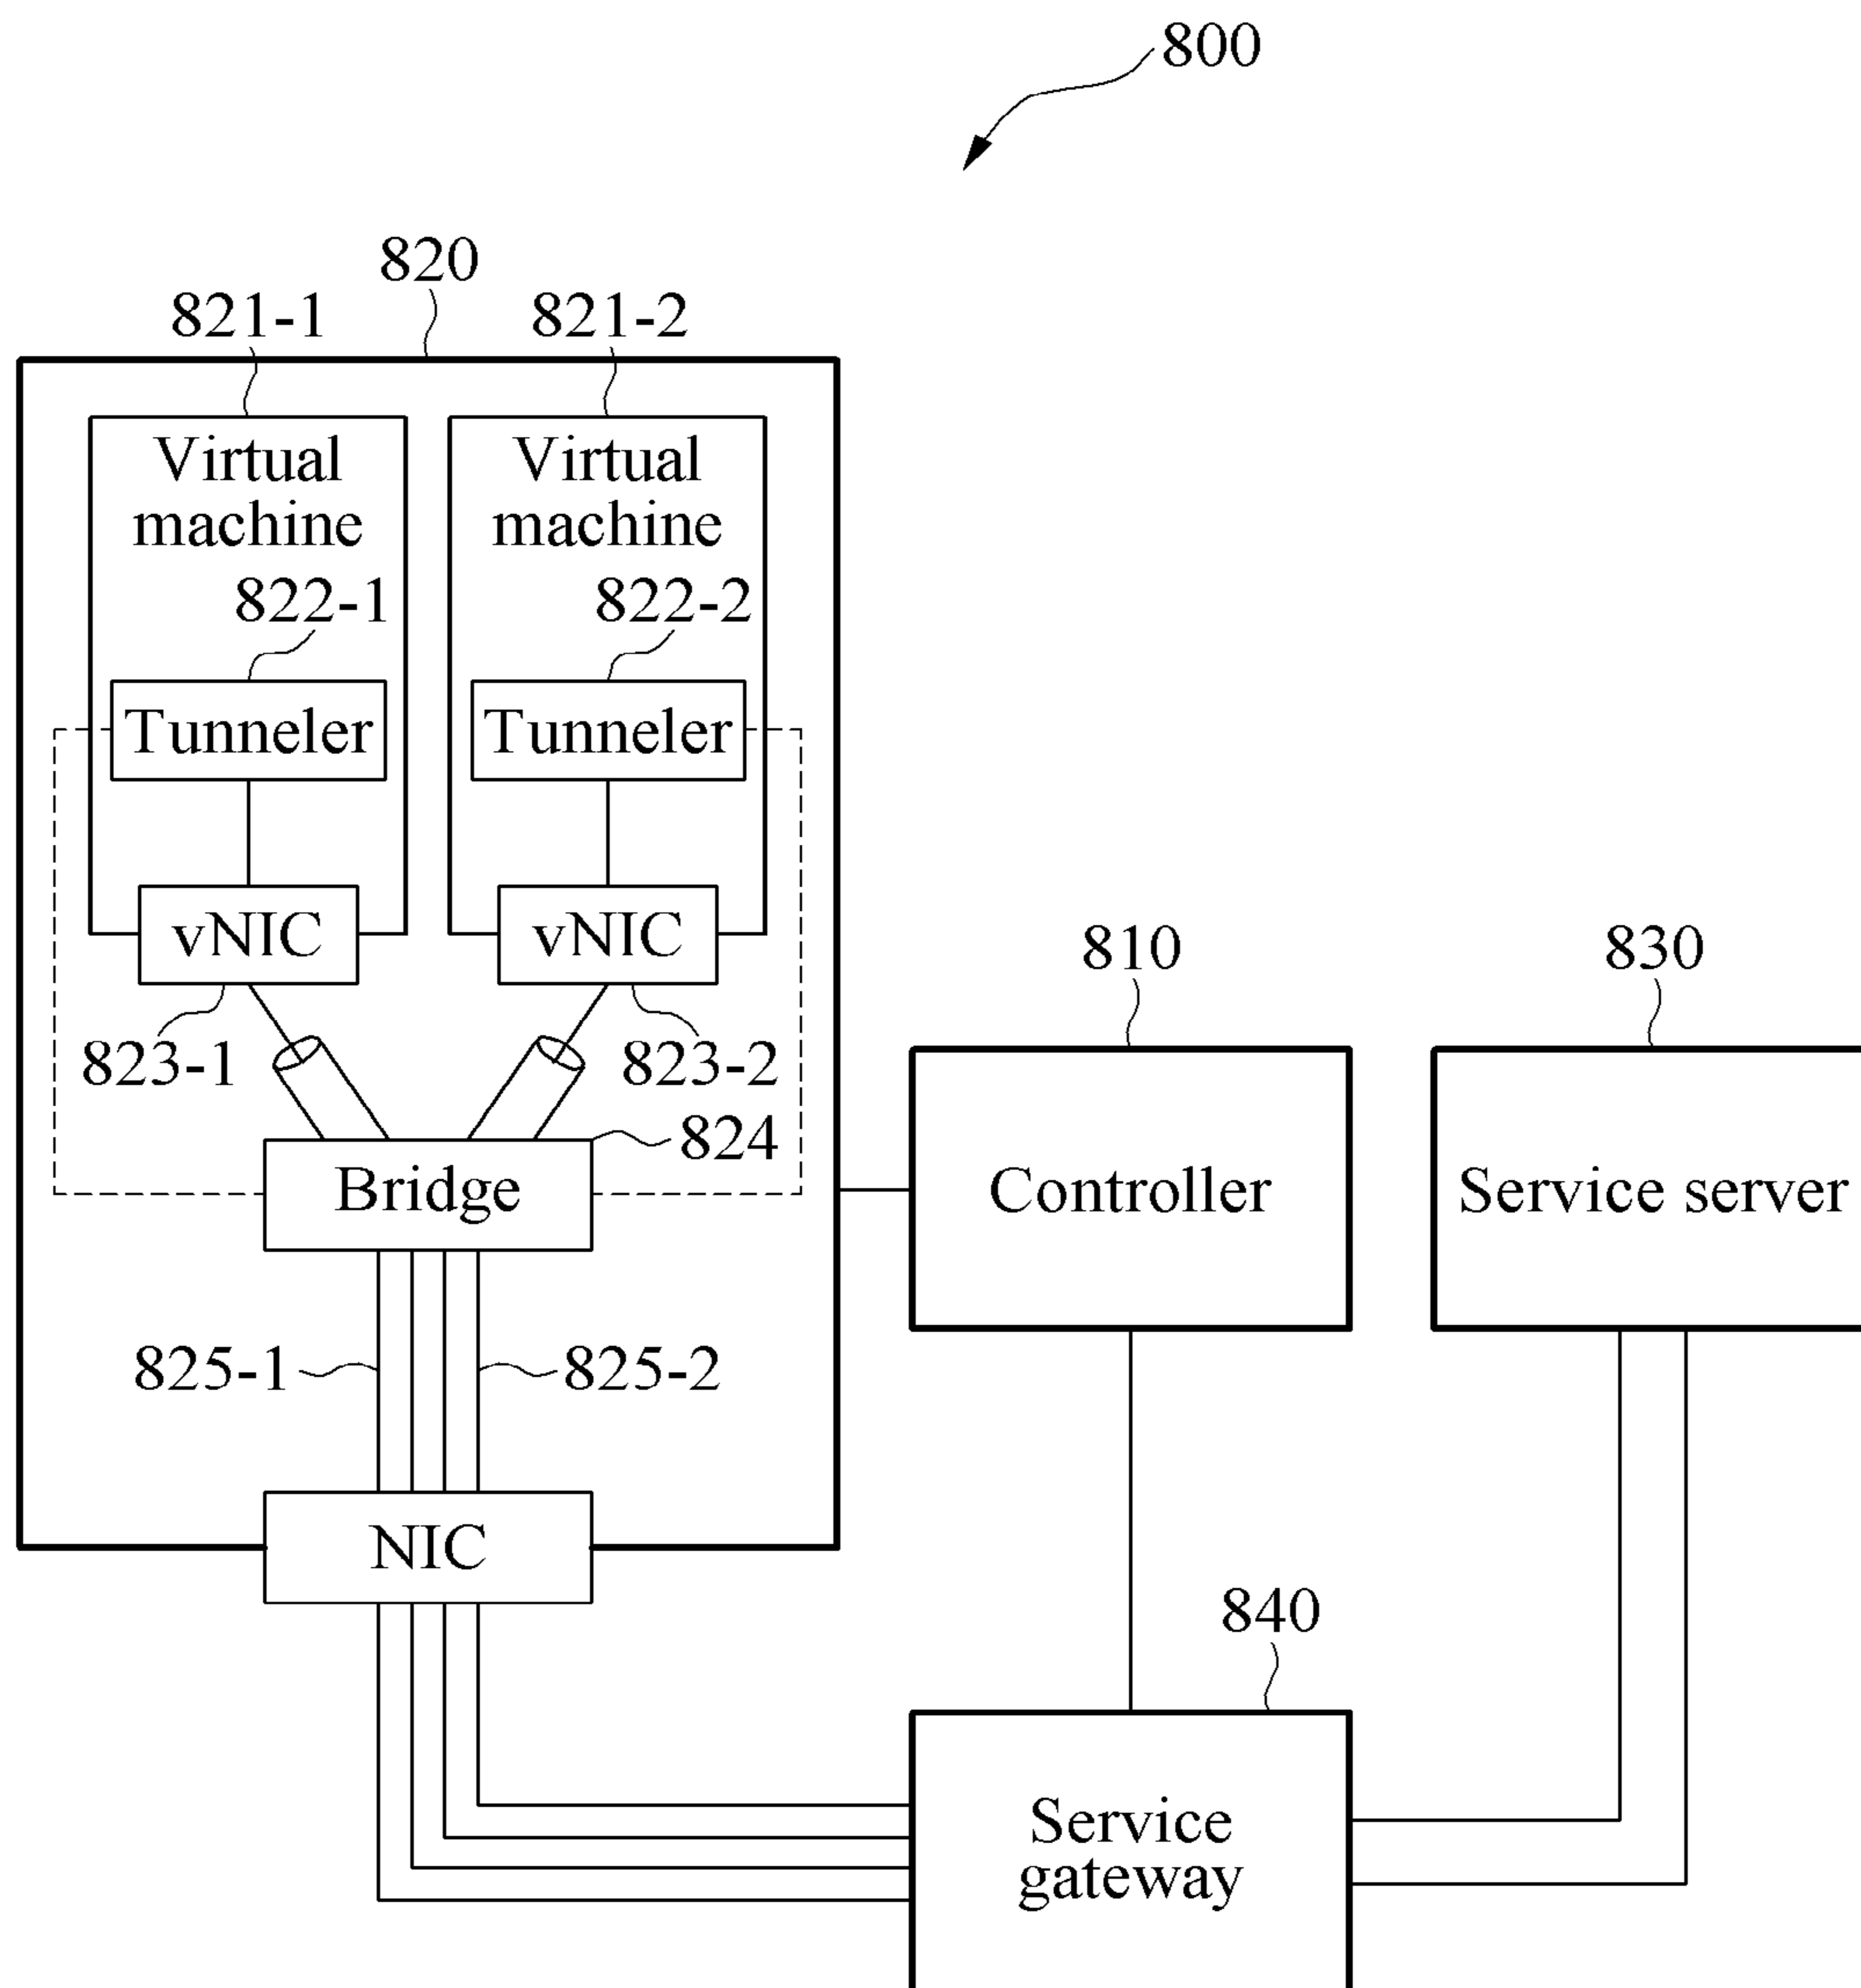 800
820
821-1
821-2
Virtual
machine
Virtual
machine
822-1
822-2
Tunneler
Tunneler
vNIC
vNIC
823-1
823-2
824
Bridge
810
830
Controller
Service server
825-1
825-2
NIC
840
Service
gateway